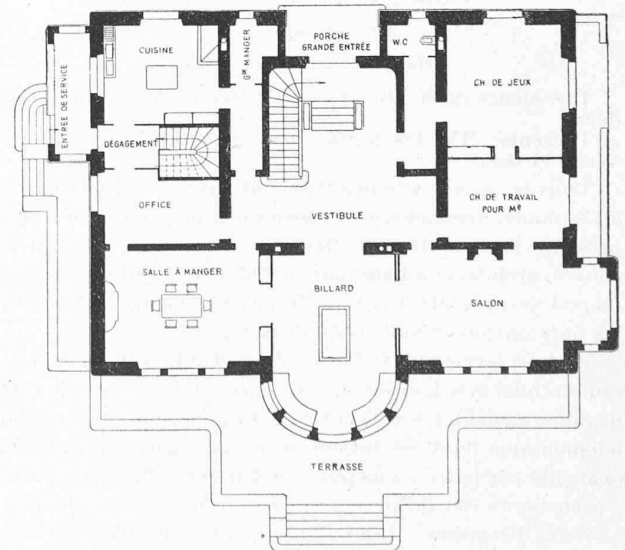 PORCHE
GRANDE ENTRÉE
W.C
CUISINE
Gᵈᵉ MANGER
ENTRÉE DE SERVICE
CH DE JEUX
DÉGAGEMENT
OFFICE
VESTIBULE
CH DE TRAVAIL
POUR Mᵉ
SALLE À MANGER
BILLARD
SALON
TERRASSE